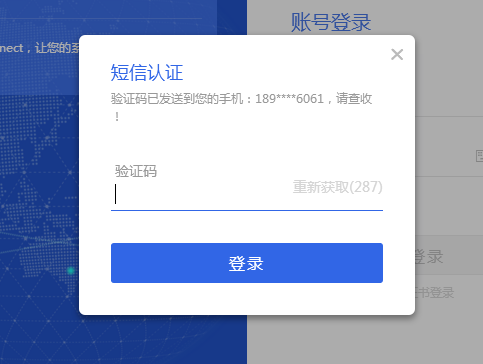 账号登录
nnect，让您的系
短信认证
验证码已发送到您的手机：189****6061，请查收
！
验证码
重新获取(287)
登录
登录
书登录